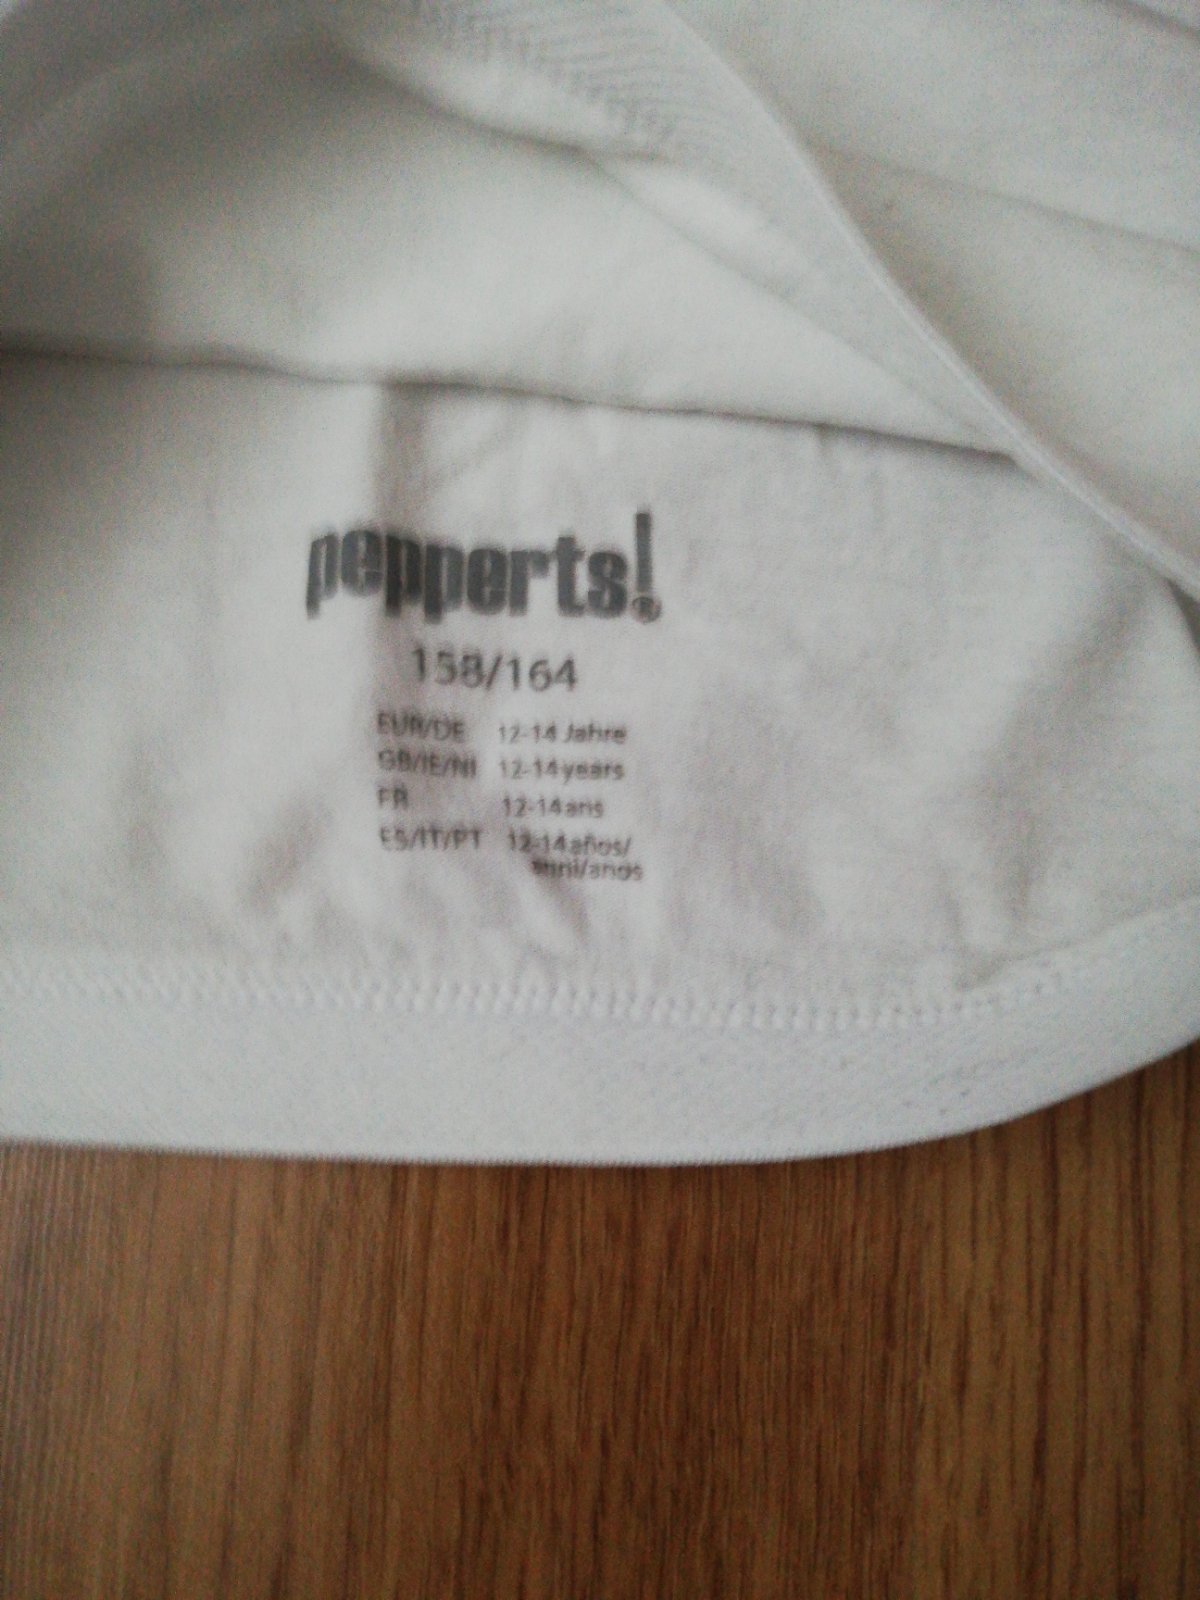 pepperts!®
158/164
EUR/DE 12-14 Jahre
GB/IE/NI 12-14 years
FR 12-14 ans
ES/IT/PT 12-14 años/
anni/anos